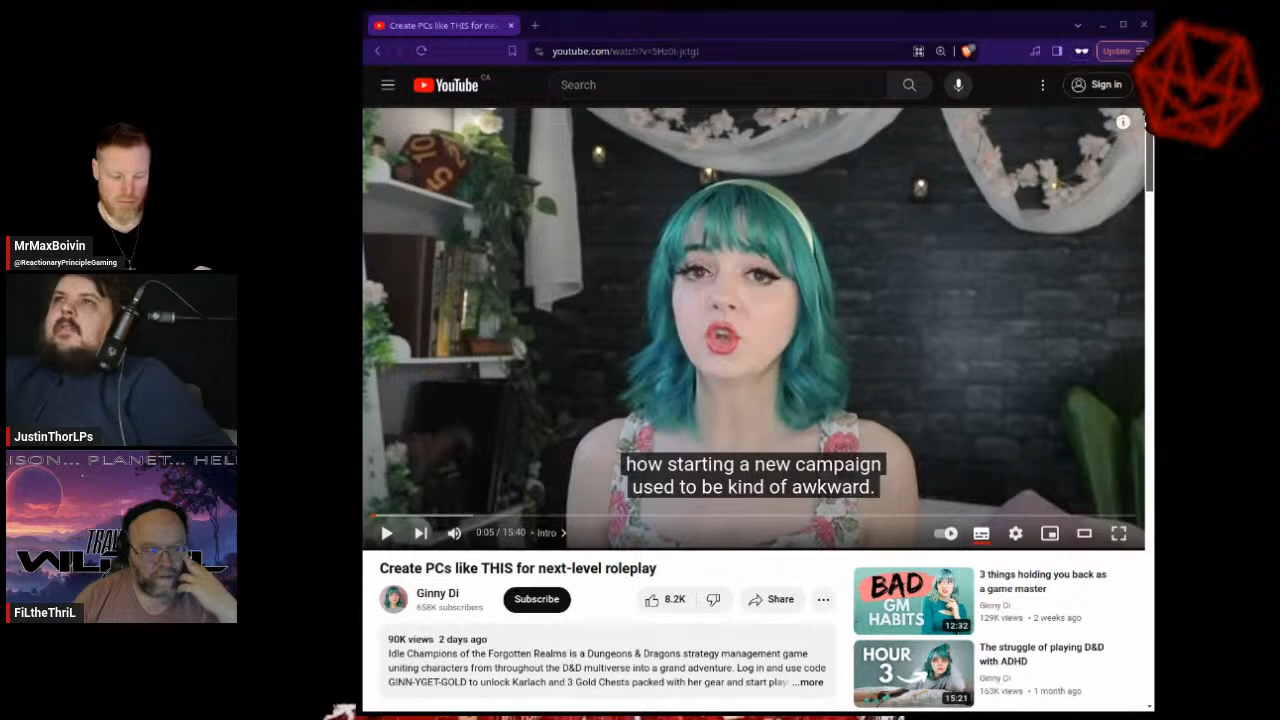 Create PCs like THIS for nex
youtube.com/watch?v=5Hz0t-jctgI
Update
YouTube CA
Search
Sign in
MrMaxBoivin
@ReactionaryPrincipleGaming
JustinThorLPs
ISON... PLANET... HEL
FiLtheThriL
10
how starting a new campaign
used to be kind of awkward.
0:05 / 15:40 • Intro
Create PCs like THIS for next-level roleplay
Ginny Di
658K subscribers
Subscribe
8.2K
Share
90K views 2 days ago
Idle Champions of the Forgotten Realms is a Dungeons & Dragons strategy management game
uniting characters from throughout the D&D multiverse into a grand adventure. Log in and use code
GINN-YGET-GOLD to unlock Karlach and 3 Gold Chests packed with her gear and start play ...more
BAD
GM
HABITS
12:32
3 things holding you back as
a game master
Ginny Di
129K views • 2 weeks ago
HOUR
3
15:21
The struggle of playing D&D
with ADHD
Ginny Di
163K views • 1 month ago